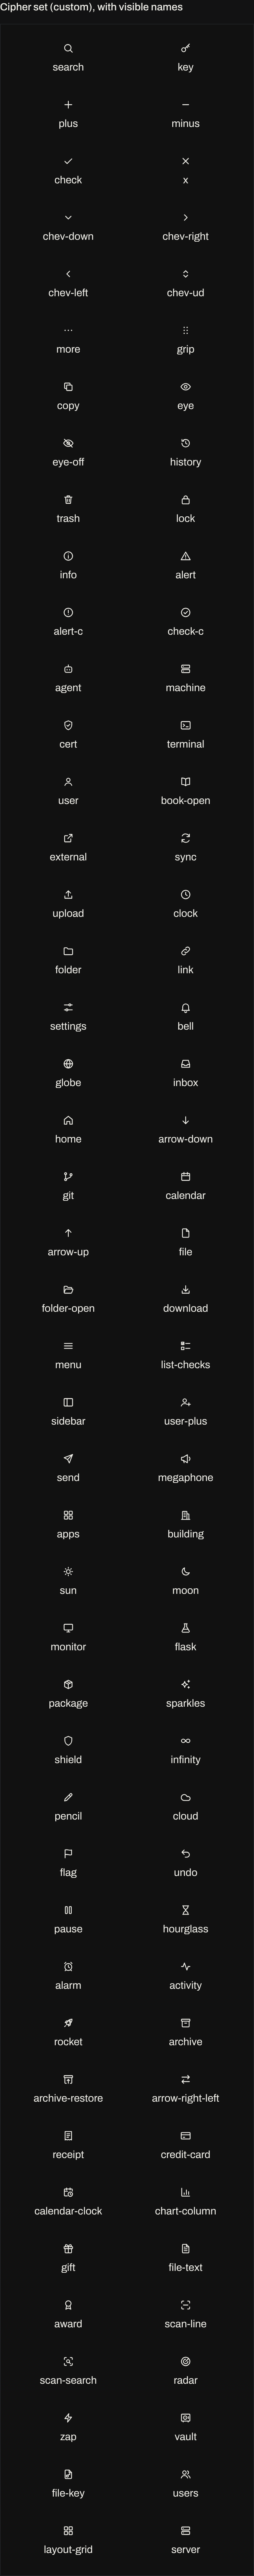 Cipher set (custom), with visible names
search key
plus minus
check x
chev-down chev-right
chev-left chev-ud
more grip
copy eye
eye-off history
trash lock
info alert
alert-c check-c
agent machine
cert terminal
user book-open
external sync
upload clock
folder link
settings bell
globe inbox
home arrow-down
git calendar
arrow-up file
folder-open download
menu list-checks
sidebar user-plus
send megaphone
apps building
sun moon
monitor flask
package sparkles
shield infinity
pencil cloud
flag undo
pause hourglass
alarm activity
rocket archive
archive-restore arrow-right-left
receipt credit-card
calendar-clock chart-column
gift file-text
award scan-line
scan-search radar
zap vault
file-key users
layout-grid server